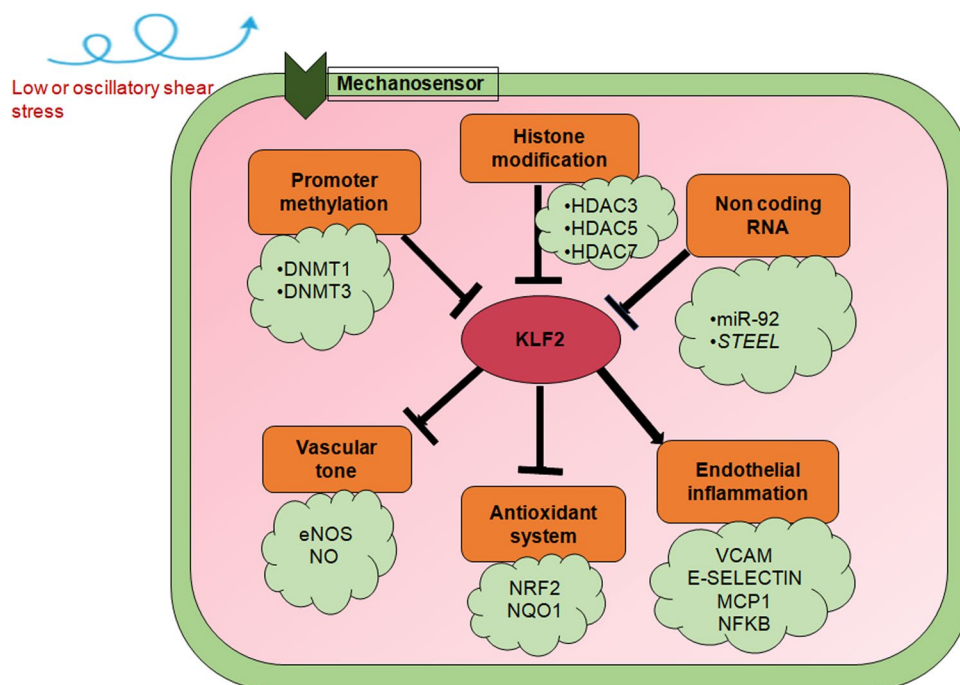 Low or oscillatory shear
stress
Mechanosensor
Histone
modification
•HDAC3
•HDAC5
•HDAC7
Promoter
methylation
•DNMT1
•DNMT3
Non coding
RNA
•miR-92
•STEEL
KLF2
Vascular
tone
eNOS
NO
Antioxidant
system
NRF2
NQO1
Endothelial
inflammation
VCAM
E-SELECTIN
MCP1
NFKB